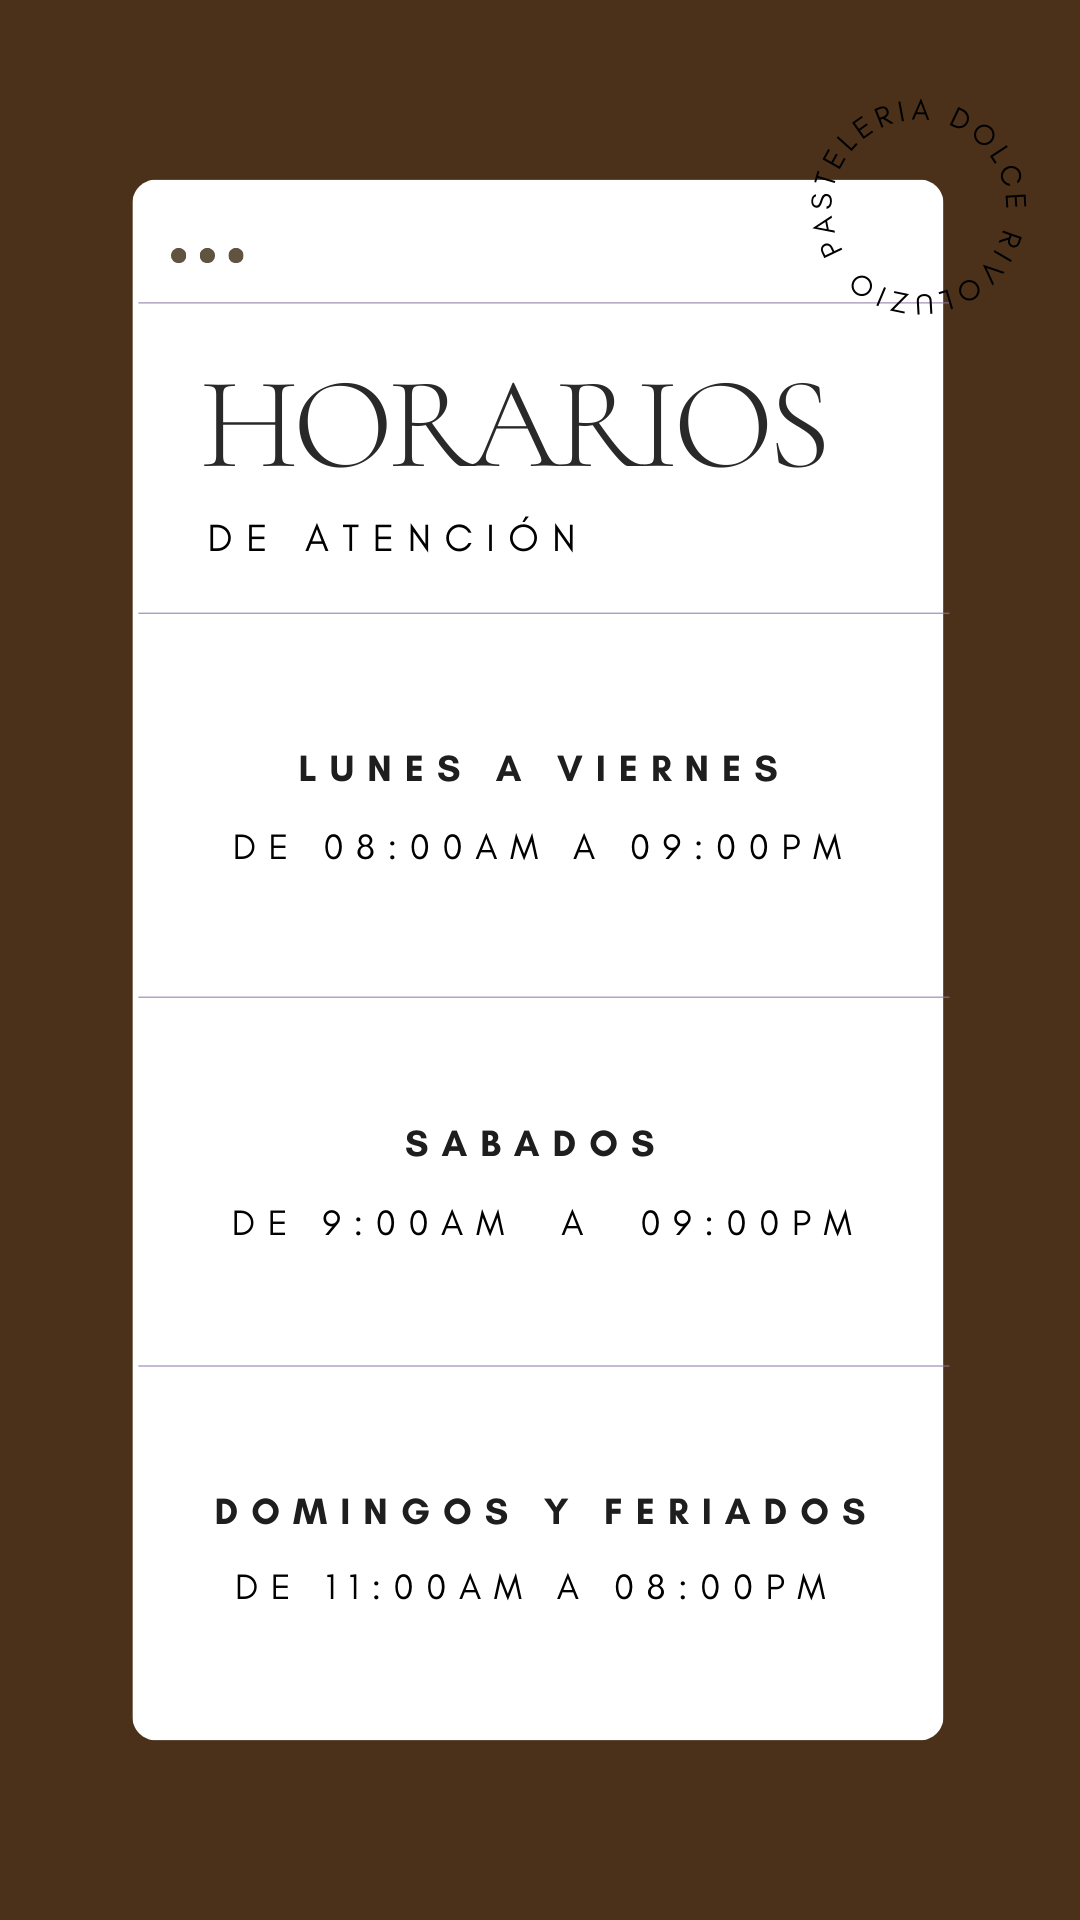 PASTELERIA DOLCE RIVOLUZIO
HORARIOS
DE ATENCIÓN
LUNES A VIERNES
DE 08:00AM A 09:00PM
SABADOS
DE 9:00AM A 09:00PM
DOMINGOS Y FERIADOS
DE 11:00AM A 08:00PM